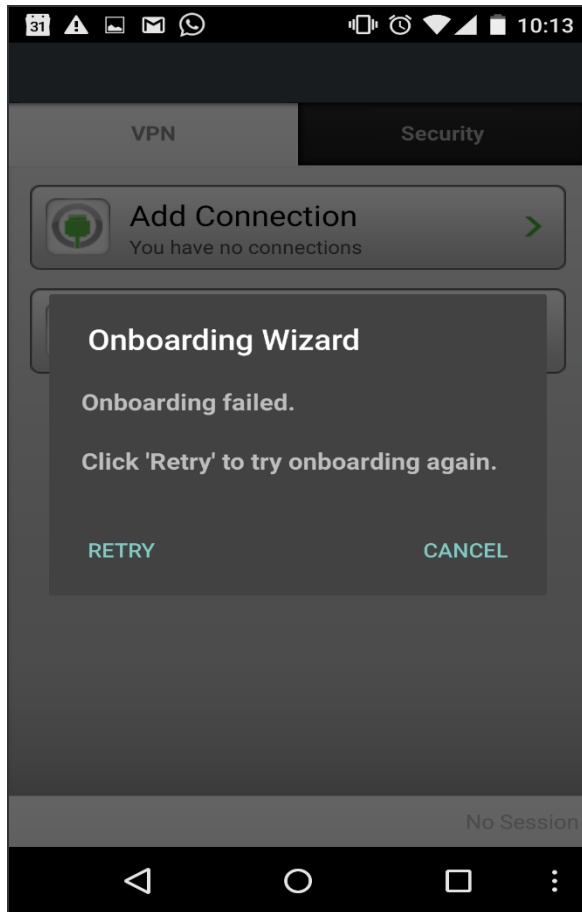 31
10:13
VPN
Security
Add Connection
You have no connections
Onboarding Wizard
Onboarding failed.
Click 'Retry' to try onboarding again.
RETRY
CANCEL
No Session